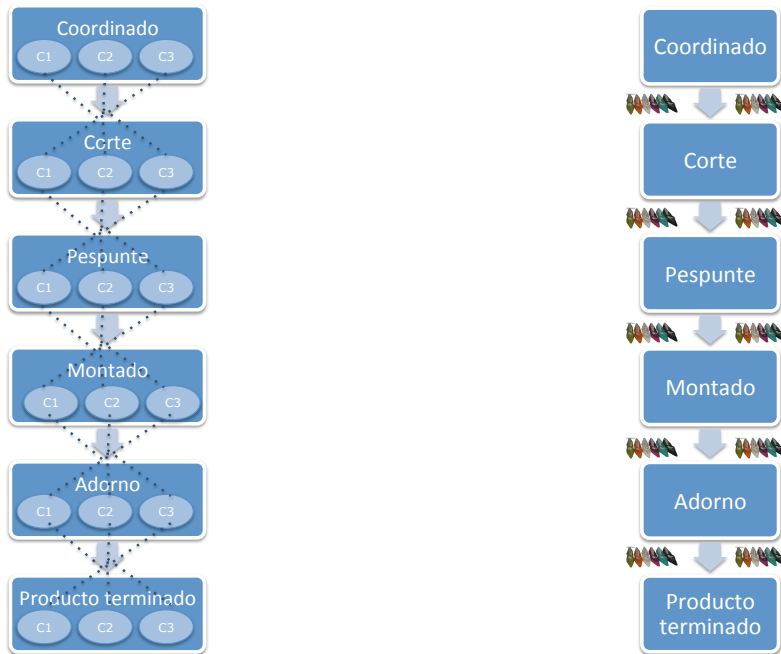 Coordinado
C1 C2 C3
Corte
C1 C2 C3
Pespunte
C1 C2 C3
Montado
C1 C2 C3
Adorno
C1 C2 C3
Producto terminado
C1 C2 C3
Coordinado
Corte
Pespunte
Montado
Adorno
Producto
terminado